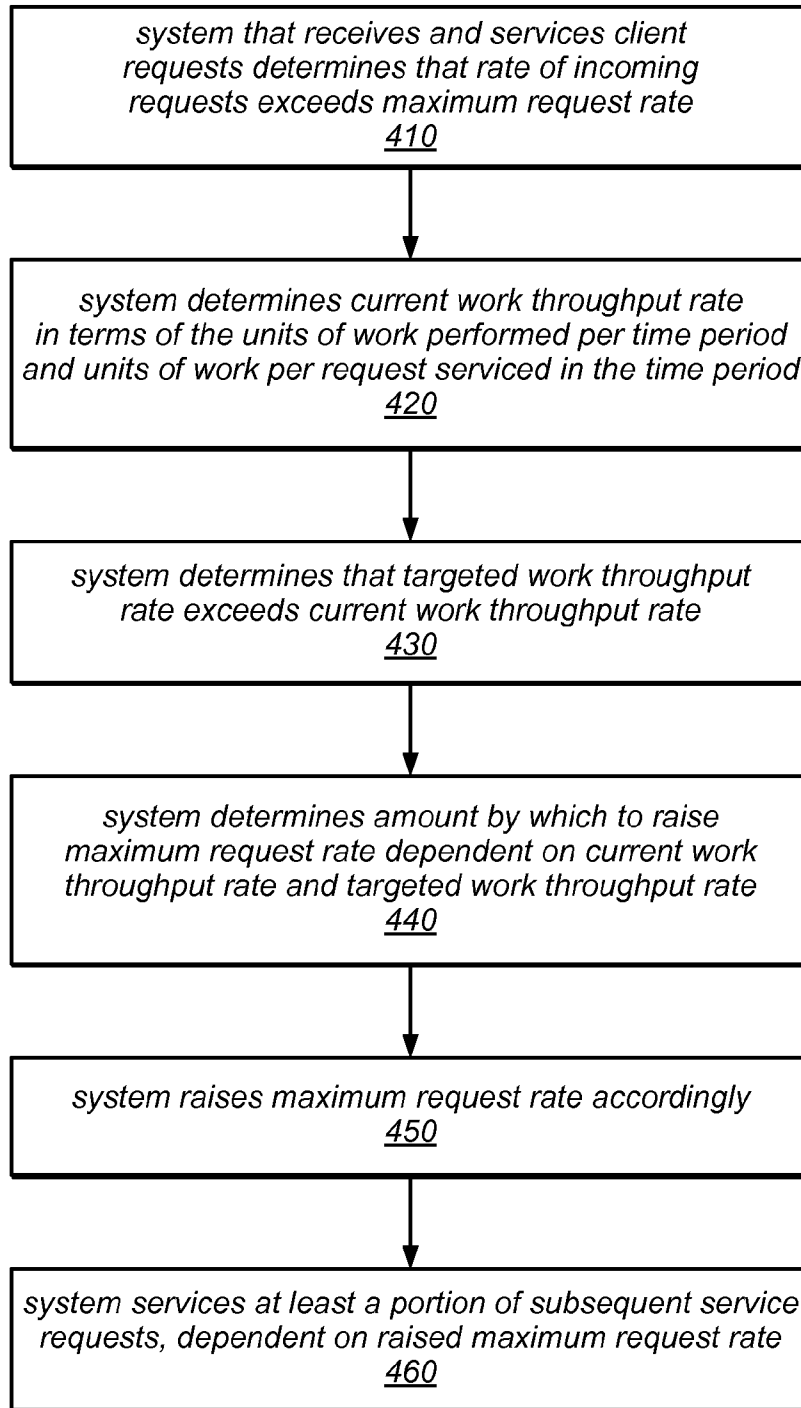 system that receives and services client
requests determines that rate of incoming
requests exceeds maximum request rate
410
system determines current work throughput rate
in terms of the units of work performed per time period
and units of work per request serviced in the time period
420
system determines that targeted work throughput
rate exceeds current work throughput rate
430
system determines amount by which to raise
maximum request rate dependent on current work
throughput rate and targeted work throughput rate
440
system raises maximum request rate accordingly
450
system services at least a portion of subsequent service
requests, dependent on raised maximum request rate
460